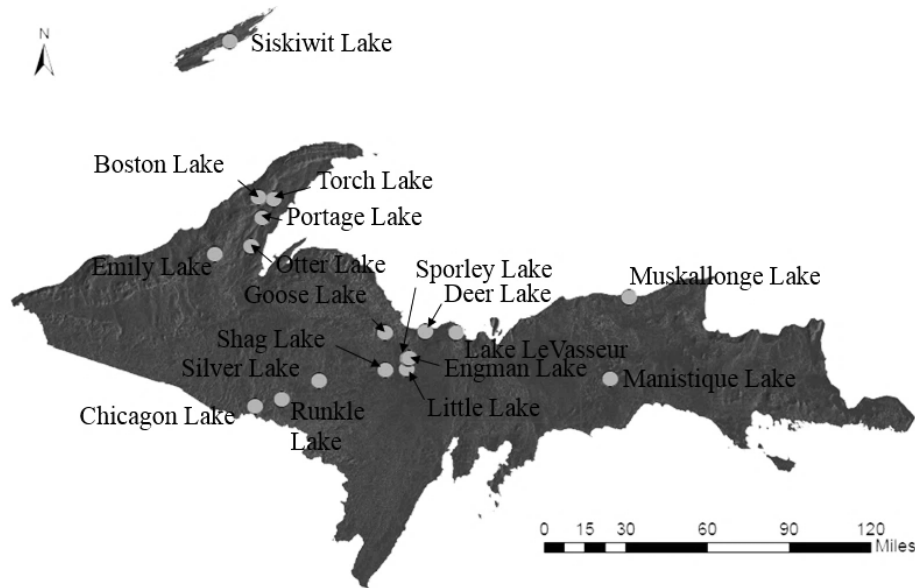 N
Siskiwit Lake
Boston Lake
Torch Lake
Portage Lake
Emily Lake
Otter Lake
Sporley Lake
Muskallonge Lake
Goose Lake
Deer Lake
Shag Lake
Lake LeVasseur
Silver Lake
Engman Lake
Manistique Lake
Chicagon Lake
Runkle
Lake
Little Lake
0 15 30 60 90 120
Miles